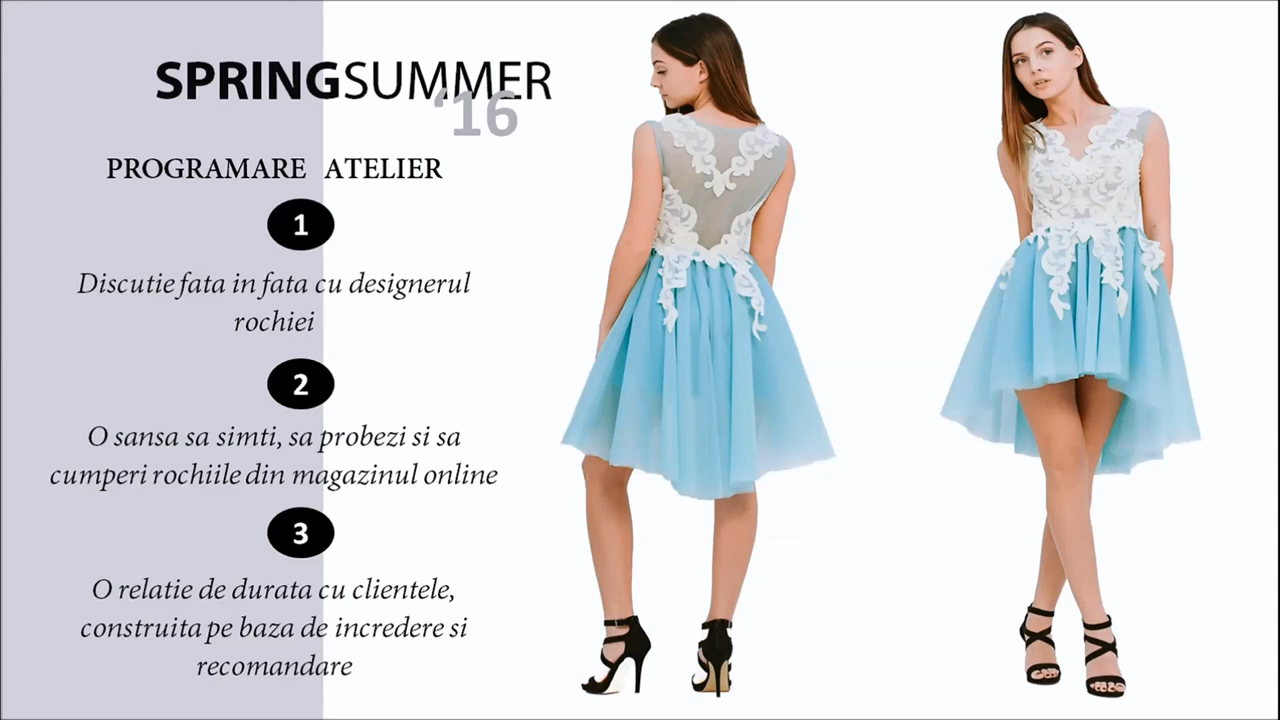 SPRINGSUMMER
‘16
PROGRAMARE ATELIER
1
Discutie fata in fata cu designerul
rochiei
2
O sansa sa simti, sa probezi si sa
cumperi rochiile din magazinul online
3
O relatie de durata cu clientele,
construita pe baza de incredere si
recomandare